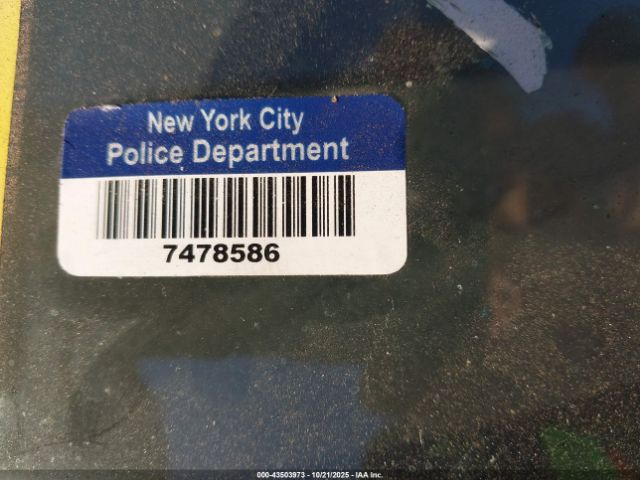 New York City
Police Department
7478586
000-43503973 - 10/21/2025 - IAA Inc.